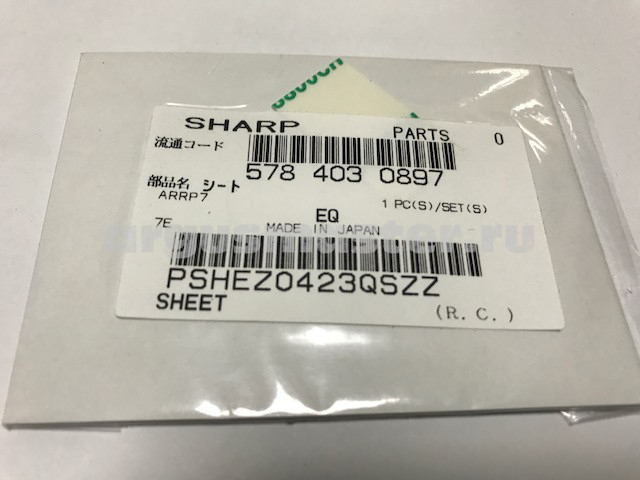 SHARP PARTS 0
流通コード
578 403 0897
部品名 シート
ARRP7 1 PC(S)/SET(S)
EQ
7E MADE IN JAPAN
PSHEZ0423QSZZ
SHEET (R.C.)